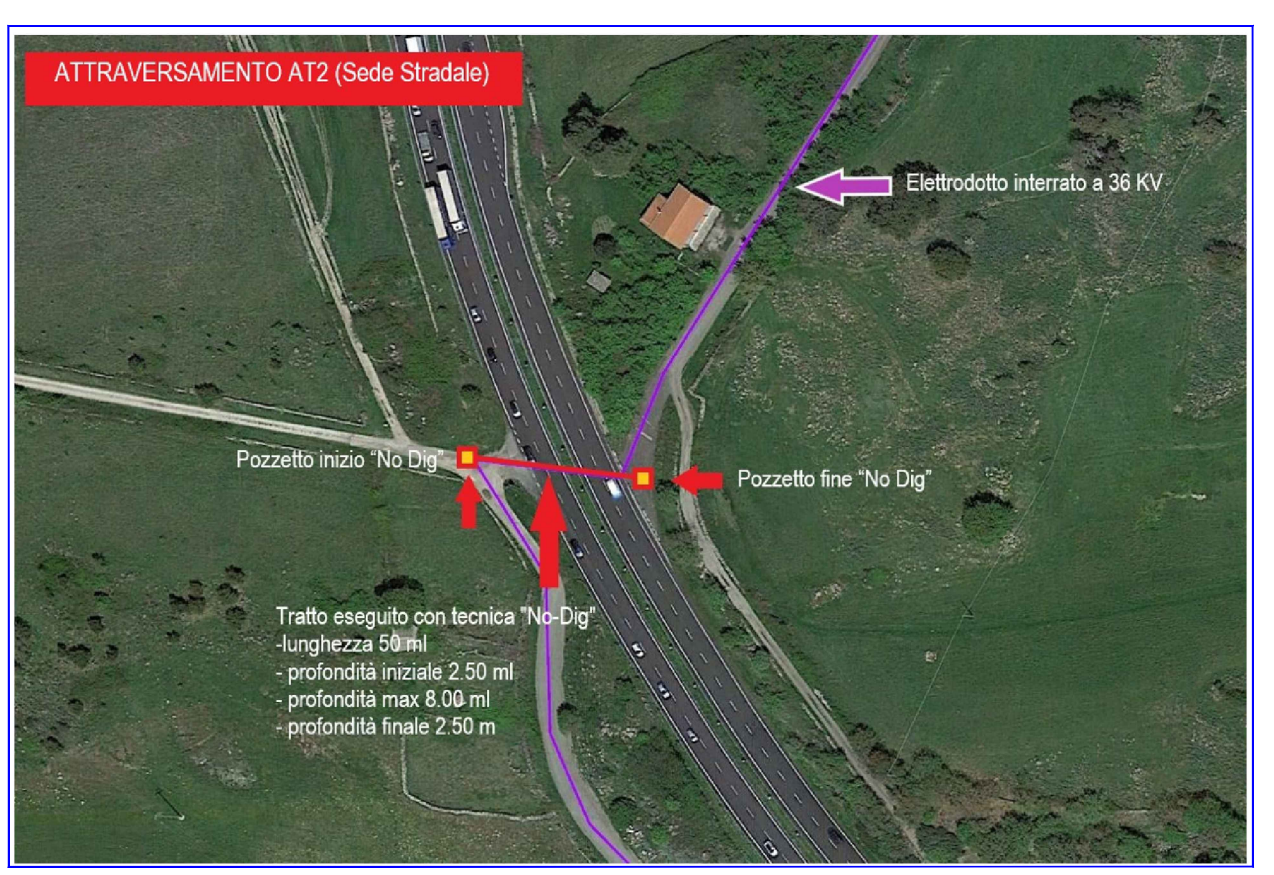 ATTRAVERSAMENTO AT2 (Sede Stradale)
Elettrodotto interrato a 36 KV
Pozzetto inizio “No Dig”
Pozzetto fine “No Dig”
Tratto eseguito con tecnica "No-Dig"
-lunghezza 50 ml
- profondità iniziale 2.50 ml
- profondità max 8.00 ml
- profondità finale 2.50 m